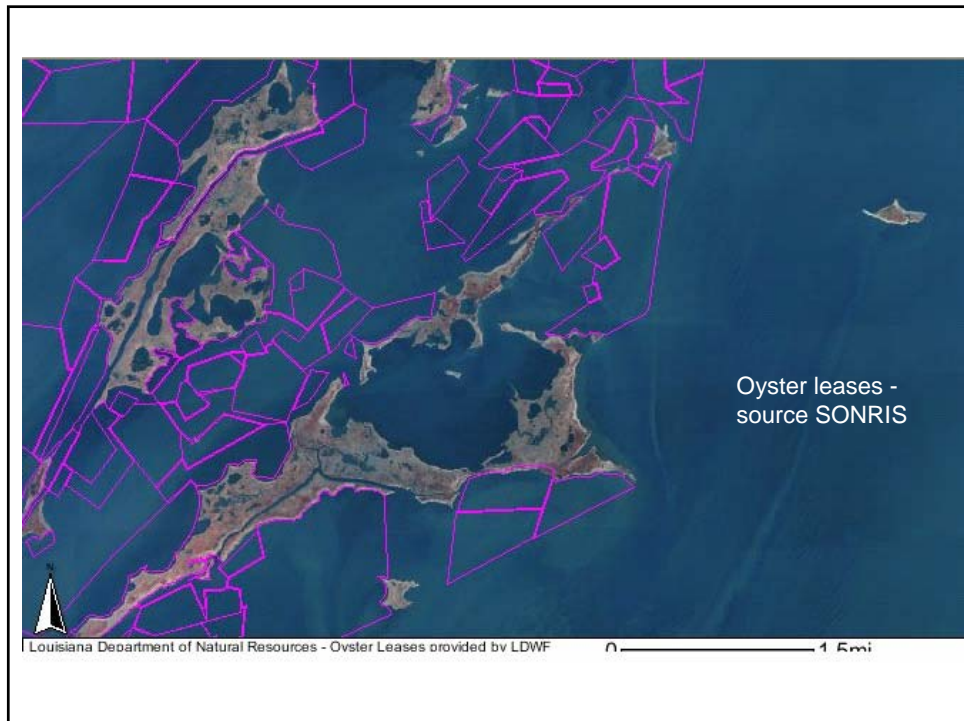 Oyster leases -
source SONRIS
N
Louisiana Department of Natural Resources - Oyster Leases provided by LDWF
0 1.5mi